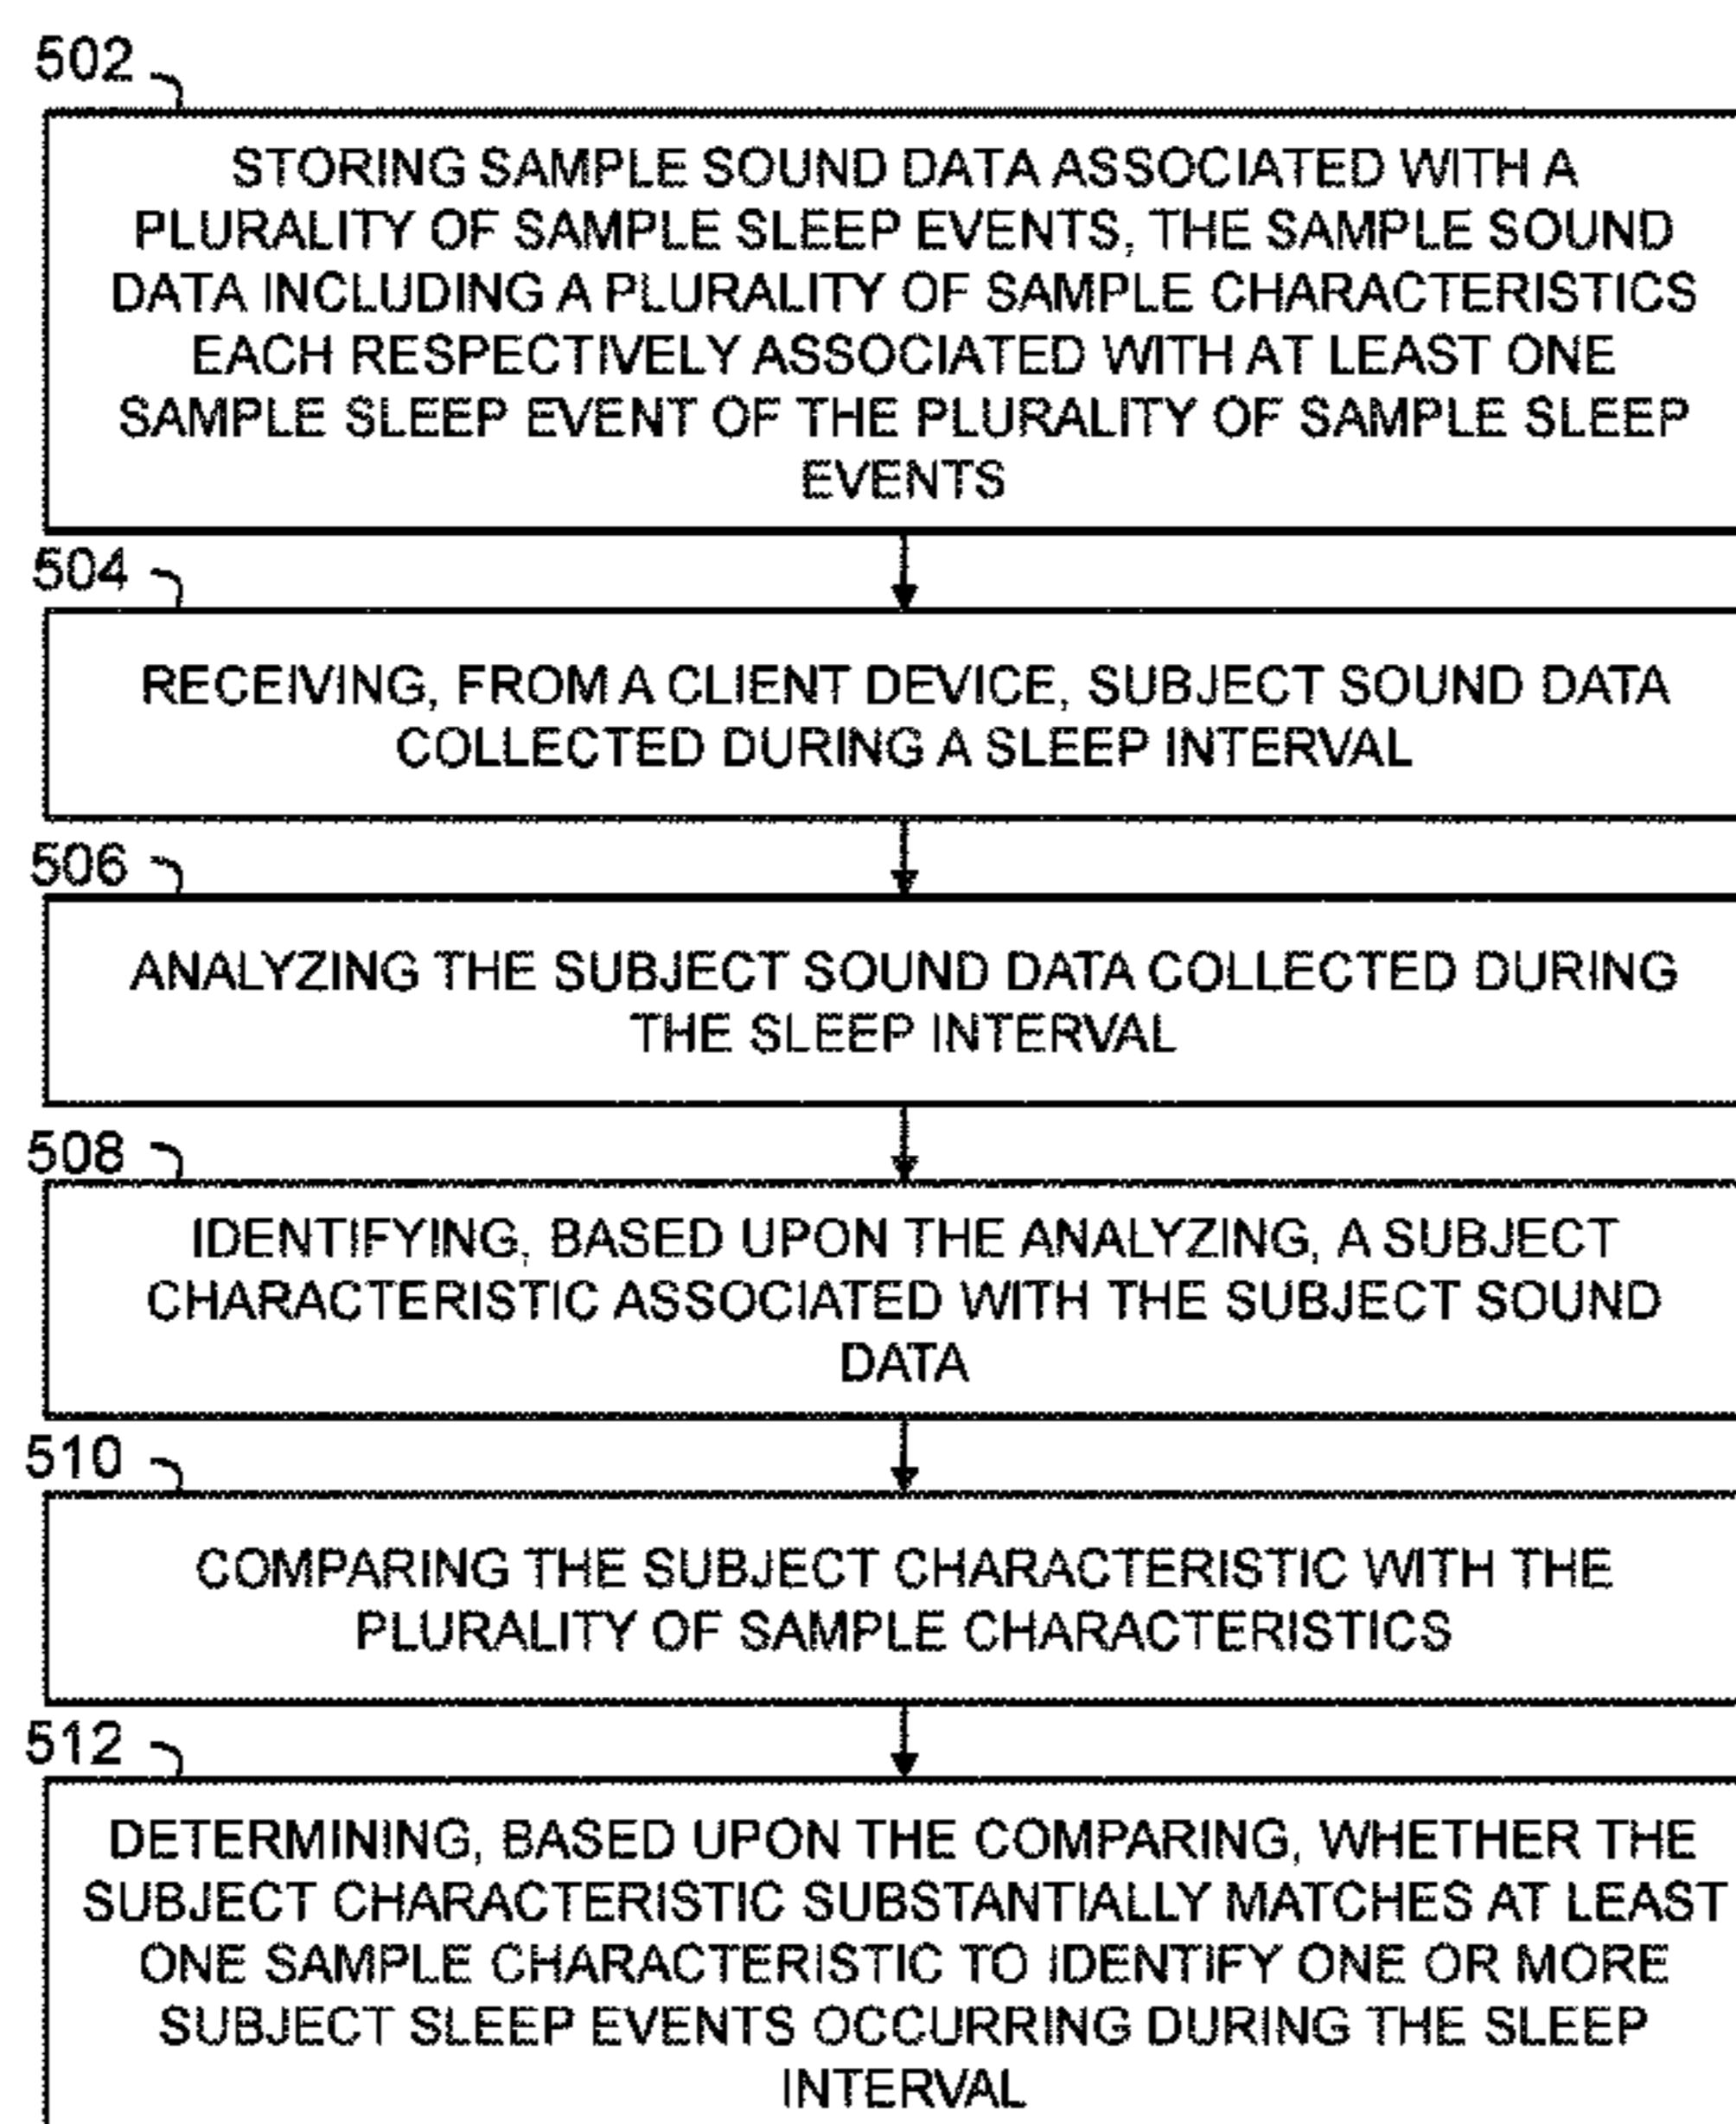 502
STORING SAMPLE SOUND DATA ASSOCIATED WITH A
PLURALITY OF SAMPLE SLEEP EVENTS, THE SAMPLE SOUND
DATA INCLUDING A PLURALITY OF SAMPLE CHARACTERISTICS
EACH RESPECTIVELY ASSOCIATED WITH AT LEAST ONE
SAMPLE SLEEP EVENT OF THE PLURALITY OF SAMPLE SLEEP
EVENTS
504
RECEIVING, FROM A CLIENT DEVICE, SUBJECT SOUND DATA
COLLECTED DURING A SLEEP INTERVAL
506
ANALYZING THE SUBJECT SOUND DATA COLLECTED DURING
THE SLEEP INTERVAL
508
IDENTIFYING, BASED UPON THE ANALYZING, A SUBJECT
CHARACTERISTIC ASSOCIATED WITH THE SUBJECT SOUND
DATA
510
COMPARING THE SUBJECT CHARACTERISTIC WITH THE
PLURALITY OF SAMPLE CHARACTERISTICS
512
DETERMINING, BASED UPON THE COMPARING, WHETHER THE
SUBJECT CHARACTERISTIC SUBSTANTIALLY MATCHES AT LEAST
ONE SAMPLE CHARACTERISTIC TO IDENTIFY ONE OR MORE
SUBJECT SLEEP EVENTS OCCURRING DURING THE SLEEP
INTERVAL